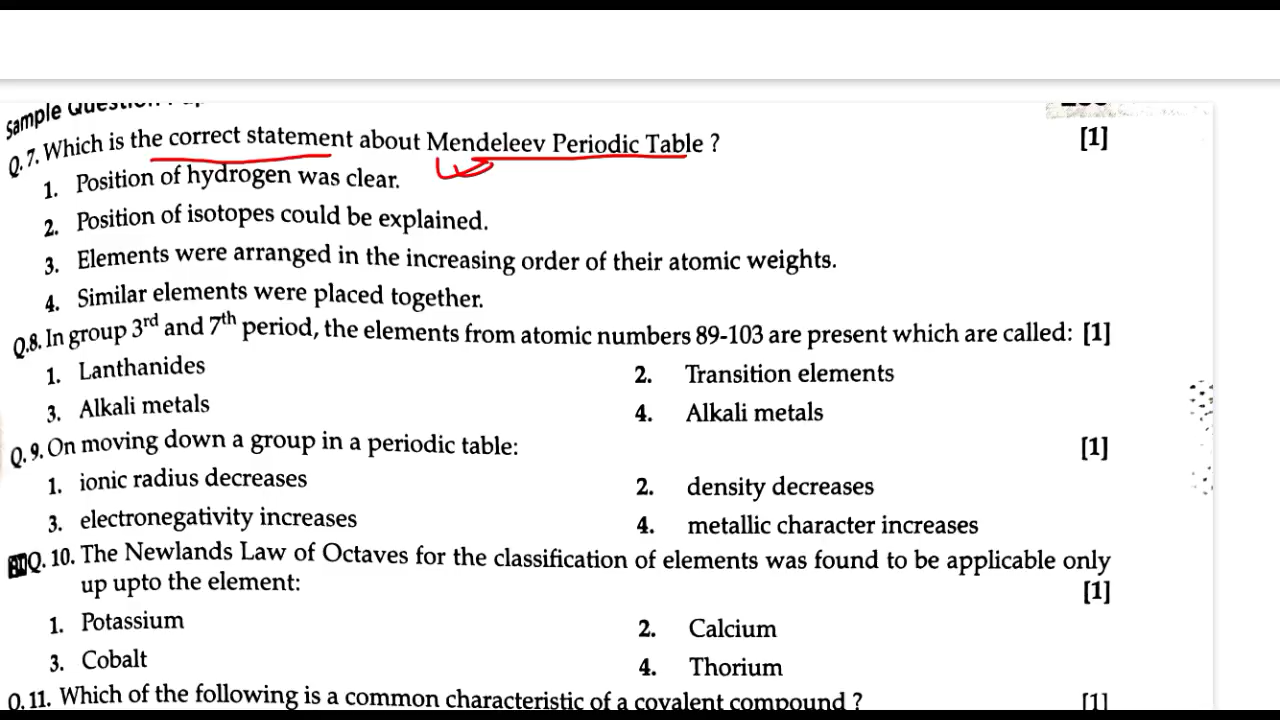 Sample Question
Q.7. Which is the correct statement about Mendeleev Periodic Table ? [1]
1. Position of hydrogen was clear.
2. Position of isotopes could be explained.
3. Elements were arranged in the increasing order of their atomic weights.
4. Similar elements were placed together.
Q.8. In group 3rd and 7th period, the elements from atomic numbers 89-103 are present which are called: [1]
1. Lanthanides 2. Transition elements
3. Alkali metals 4. Alkali metals
Q.9. On moving down a group in a periodic table: [1]
1. ionic radius decreases 2. density decreases
3. electronegativity increases 4. metallic character increases
Q. 10. The Newlands Law of Octaves for the classification of elements was found to be applicable only
up upto the element: [1]
1. Potassium 2. Calcium
3. Cobalt 4. Thorium
Q.11. Which of the following is a common characteristic of a covalent compound ? [1]